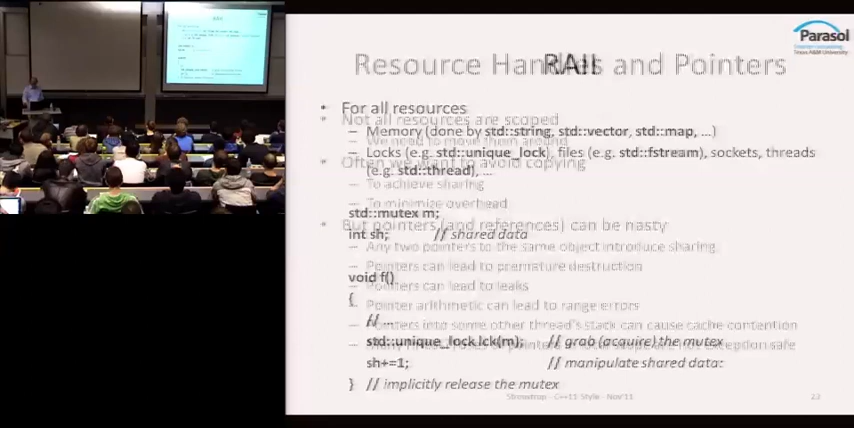 Parasol
Texas A&M University
Resource Handles and Pointers
RAII
• For all resources
• Not all resources are scoped
– Memory (done by std::string, std::vector, std::map, …)
– We need to move them around
– Locks (e.g. std::unique_lock), files (e.g. std::fstream), sockets, threads
• Often we want to avoid copying
(e.g. std::thread), …
– To achieve sharing
– To minimize overhead
std::mutex m;
• But pointers (and references) can be nasty
int sh; // shared data
– Any two pointers to the same object introduce sharing
– Pointers can lead to premature destruction
void f()
– Pointers can lead to leaks
{
– Pointer arithmetic can lead to range errors
// …
– Pointers into some other thread's stack can cause cache contention
std::unique_lock lck(m); // grab (acquire) the mutex
are not exception safe
sh+=1; // manipulate shared data:
} // implicitly release the mutex
Stroustrup - C++11 Style - Nov'11